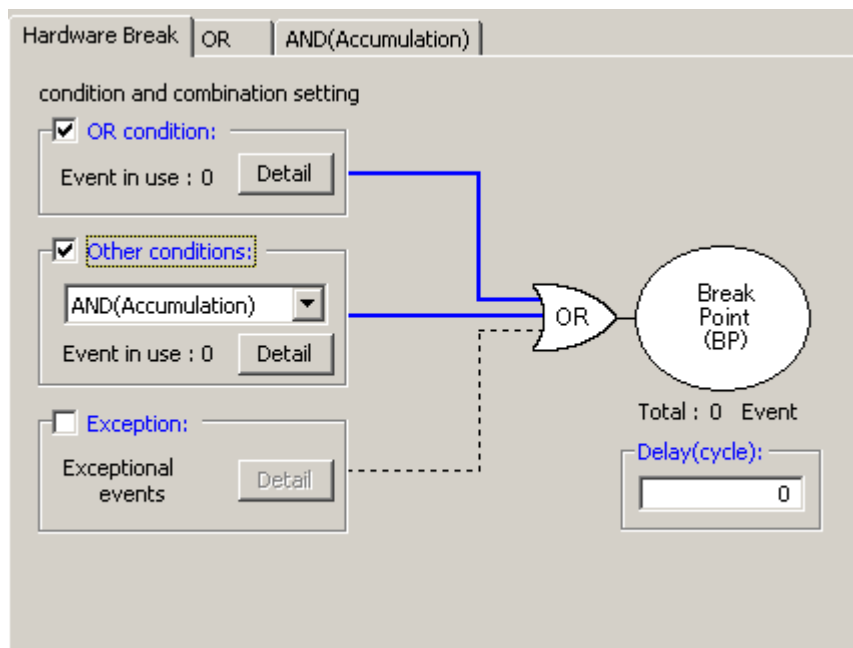 Hardware Break
OR
AND(Accumulation)
condition and combination setting
OR condition:
Event in use : 0
Detail
Other conditions:
AND(Accumulation)
Event in use : 0
Detail
Exception:
Exceptional
events
Detail
OR
Break
Point
(BP)
Total : 0 Event
Delay(cycle):
0